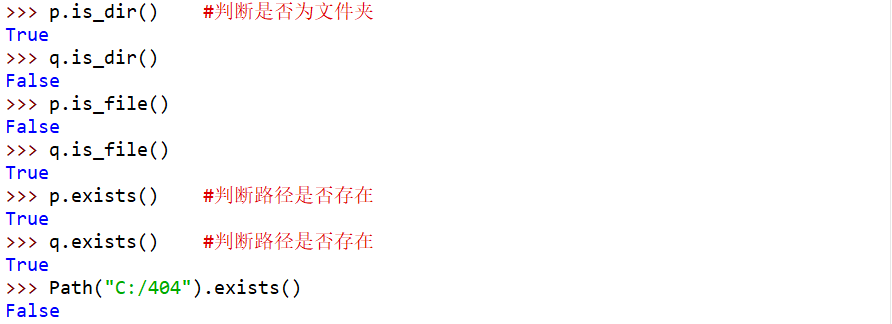 >>> p.is_dir()    #判断是否为文件夹
True
>>> q.is_dir()
False
>>> p.is_file()
False
>>> q.is_file()
True
>>> p.exists()    #判断路径是否存在
True
>>> q.exists()    #判断路径是否存在
True
>>> Path("C:/404").exists()
False